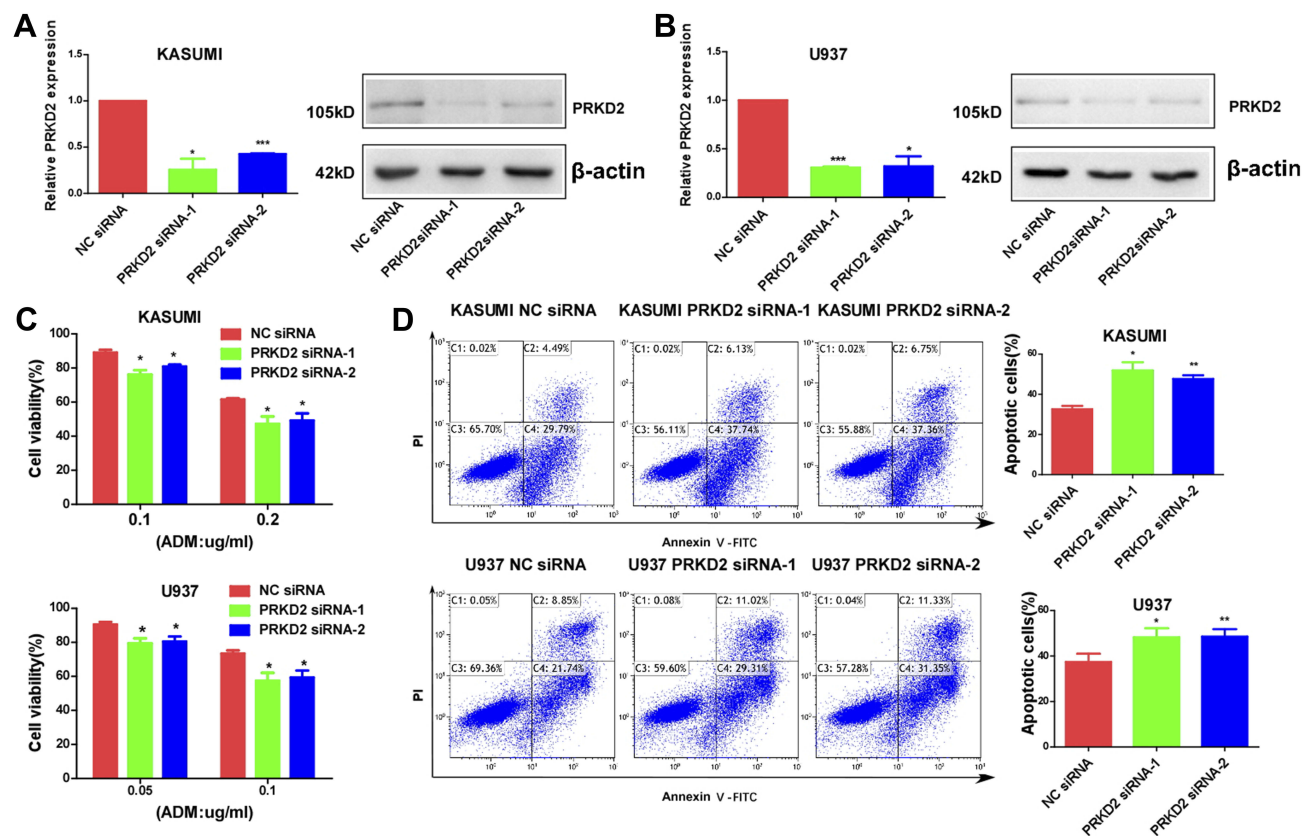 A
KASUMI
Relative PRKD2 expression
1.5
1.0
0.5
0.0
*
***
NC siRNA
PRKD2 siRNA-1
PRKD2 siRNA-2
105kD
PRKD2
42kD
β-actin
NC siRNA
PRKD2siRNA-1
PRKD2siRNA-2
B
U937
Relative PRKD2 expression
1.5
1.0
0.5
0.0
***
*
NC siRNA
PRKD2 siRNA-1
PRKD2 siRNA-2
105kD
PRKD2
42kD
β-actin
NC siRNA
PRKD2siRNA-1
PRKD2siRNA-2
C
KASUMI
Cell viability(%)
100
80
60
40
20
0
NC siRNA
PRKD2 siRNA-1
PRKD2 siRNA-2
* *
* *
0.1 0.2
(ADM:ug/ml)
U937
Cell viability(%)
100
80
60
40
20
0
NC siRNA
PRKD2 siRNA-1
PRKD2 siRNA-2
* *
* *
0.05 0.1
(ADM:ug/ml)
D
KASUMI NC siRNA KASUMI PRKD2 siRNA-1 KASUMI PRKD2 siRNA-2
C1: 0.02% C2: 4.49% C1: 0.02% C2: 6.13% C1: 0.02% C2: 6.75%
C3: 65.70% C4: 29.79% C3: 56.11% C4: 37.74% C3: 55.88% C4: 37.36%
PI
Annexin V -FITC
KASUMI
Apoptotic cells(%)
60
40
20
0
*
**
NC siRNA
PRKD2 siRNA-1
PRKD2 siRNA-2
U937 NC siRNA U937 PRKD2 siRNA-1 U937 PRKD2 siRNA-2
C1: 0.05% C2: 8.85% C1: 0.08% C2: 11.02% C1: 0.04% C2: 11.33%
C3: 69.36% C4: 21.74% C3: 59.60% C4: 29.31% C3: 57.28% C4: 31.35%
PI
Annexin V -FITC
U937
Apoptotic cells(%)
60
40
20
0
*
**
NC siRNA
PRKD2 siRNA-1
PRKD2 siRNA-2